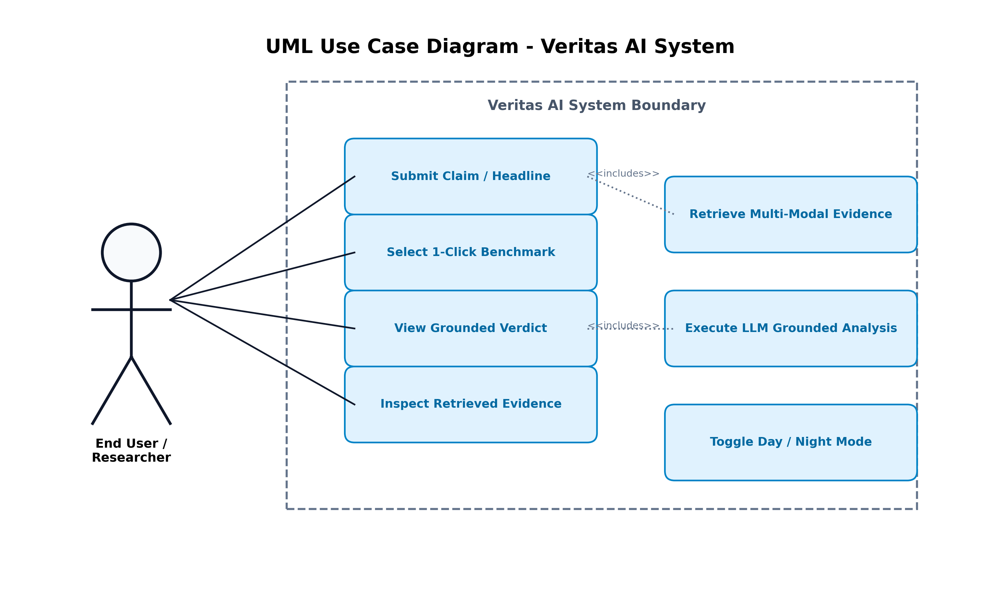 UML Use Case Diagram - Veritas AI System
Veritas AI System Boundary
Submit Claim / Headline
<<includes>>
Retrieve Multi-Modal Evidence
Select 1-Click Benchmark
View Grounded Verdict
<<includes>>
Execute LLM Grounded Analysis
Inspect Retrieved Evidence
Toggle Day / Night Mode
End User /
Researcher